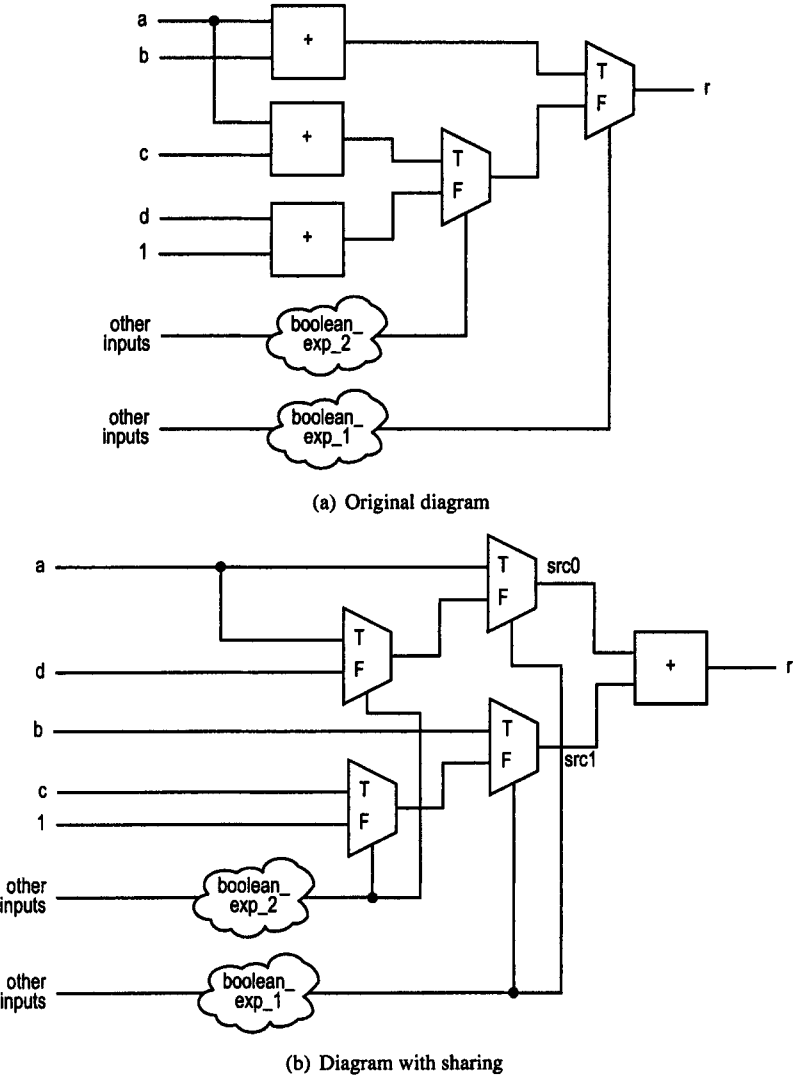 a
+
b
T
F
r
+
c
T
F
d
+
1
other
inputs
boolean_
exp_2
other
inputs
boolean_
exp_1
(a) Original diagram
a
T
src0
F
T
d
F
+
r
b
T
F
src1
c
T
1
F
other
inputs
boolean_
exp_2
other
inputs
boolean_
exp_1
(b) Diagram with sharing